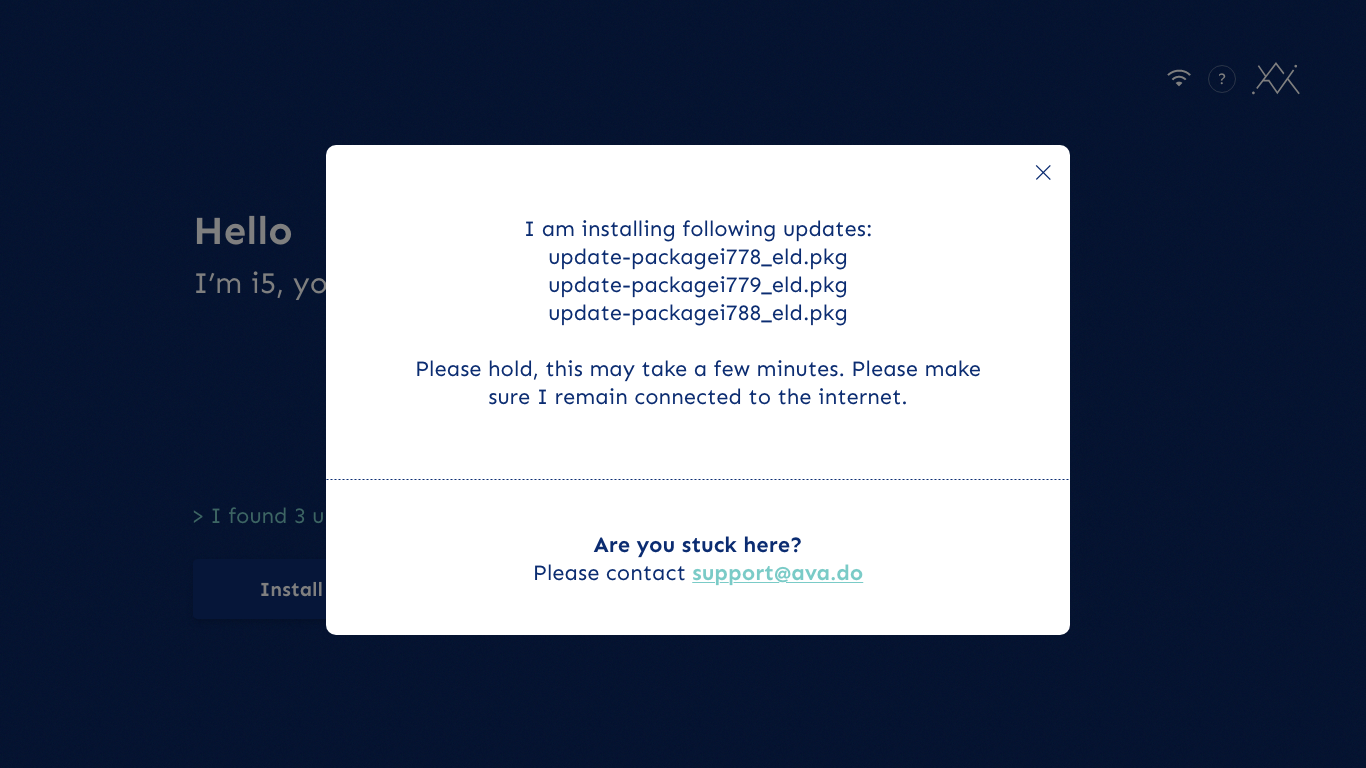 ?
Hello
I’m i5, yo
I am installing following updates:
update-packagei778_eld.pkg
update-packagei779_eld.pkg
update-packagei788_eld.pkg
Please hold, this may take a few minutes. Please make
sure I remain connected to the internet.
> I found 3 u
Install
Are you stuck here?
Please contact support@ava.do